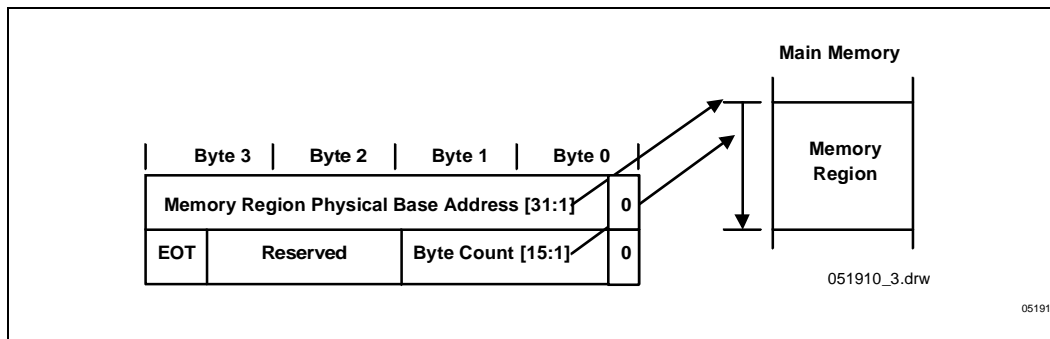 Main Memory
Byte 3 Byte 2 Byte 1 Byte 0
Memory
Region
Memory Region Physical Base Address [31:1] 0
EOT Reserved Byte Count [15:1] 0
051910_3.drw
05191